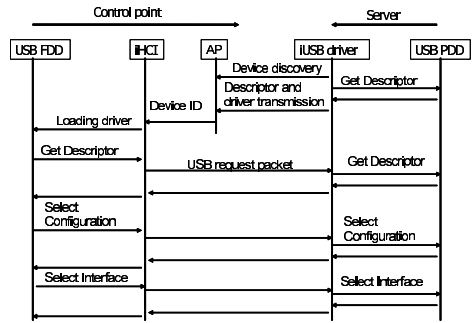 Control point
Server
USB FDD
iHCI
AP
iUSB driver
USB PDD
Device discovery
Get Descriptor
Descriptor and
driver transmission
Device ID
Loading driver
Get Descriptor
USB request packet
Get Descriptor
Select
Configuration
Select
Configuration
Select Interface
Select Interface